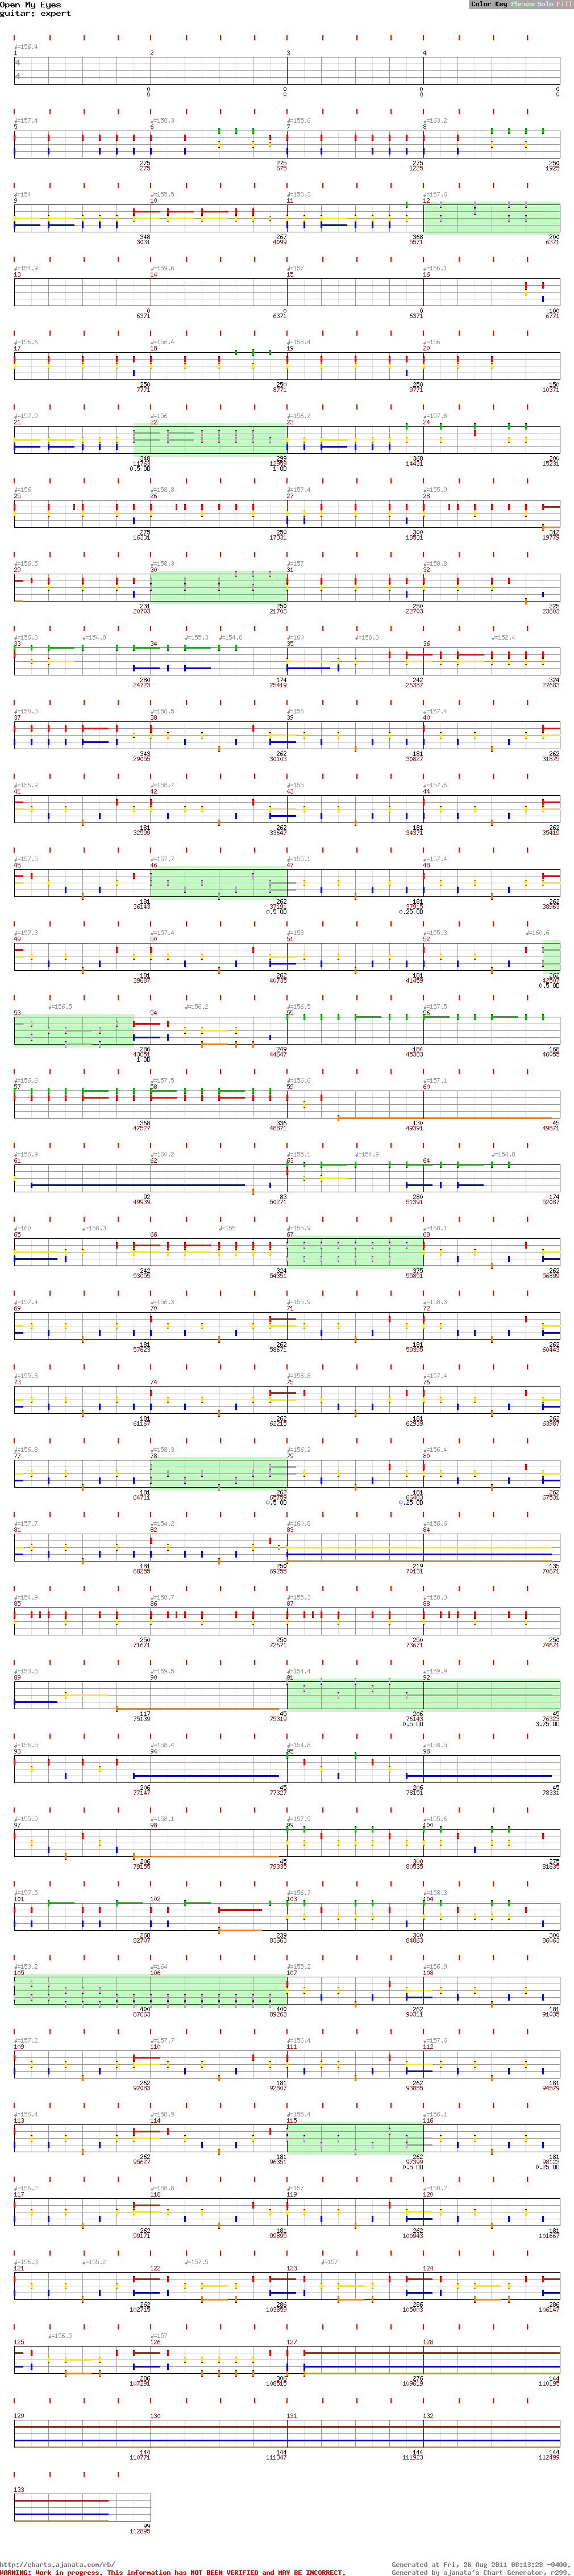 Open My Eyes
guitar: expert
Color Key Phrase Solo Fill
♩=156.4
1 2 3 4
0 0 0 0
0 0 0 0
♩=157.4 ♩=158.3 ♩=155.6 ♩=163.2
5 6 7 8
275 275 275 250
275 675 1225 1925
♩=154 ♩=155.5 ♩=158.3 ♩=157.6
9 10 11 12
348 267 368 200
3031 4099 5571 6371
♩=154.9 ♩=159.6 ♩=157 ♩=156.1
13 14 15 16
0 0 0 100
6371 6371 6371 6771
♩=156.6 ♩=156.4 ♩=158.4 ♩=156
17 18 19 20
250 250 250 150
7771 8771 9771 10371
♩=157.9 ♩=156 ♩=156.2 ♩=157.8
21 22 23 24
348 299 368 200
11763 12959 14431 15231
0.5 OD 1 OD
♩=156 ♩=158.8 ♩=157.4 ♩=155.9
25 26 27 28
275 250 300 312
16331 17331 18531 19779
♩=156.5 ♩=158.3 ♩=157 ♩=158.8
29 30 31 32
231 250 250 225
20703 21703 22703 23603
♩=156.3 ♩=154.8 ♩=155.3 ♩=154.8 ♩=160 ♩=158.3 ♩=152.4
33 34 35 36
280 174 242 324
24723 25419 26387 27683
♩=158.3 ♩=156.5 ♩=156 ♩=157.4
37 38 39 40
343 262 181 262
29055 30103 30827 31875
♩=156.9 ♩=158.7 ♩=155 ♩=157.6
41 42 43 44
181 262 181 262
32599 33647 34371 35419
♩=157.5 ♩=157.7 ♩=155.1 ♩=157.4
45 46 47 48
181 262 181 262
36143 37191 37915 38963
0.5 OD 0.25 OD
♩=157.3 ♩=157.4 ♩=158 ♩=155.3 ♩=160.6
49 50 51 52
181 262 181 262
39687 40735 41459 42507
0.5 OD
♩=156.5 ♩=156.2 ♩=156.5 ♩=157.5
53 54 55 56
286 249 184 168
43651 44647 45383 46055
1 OD
♩=156.6 ♩=157.5 ♩=156.6 ♩=157.1
57 58 59 60
368 336 130 45
47527 48871 49391 49571
♩=156.9 ♩=160.2 ♩=155.1 ♩=154.9 ♩=154.8
61 62 63 64
92 83 280 174
49939 50271 51391 52087
♩=160 ♩=158.3 ♩=155 ♩=155.9 ♩=158.1
65 66 67 68
242 324 375 262
53055 54351 55851 56899
♩=157.4 ♩=156.3 ♩=155.9 ♩=158.3
69 70 71 72
181 262 181 262
57623 58671 59395 60443
♩=155.8 ♩=158.8 ♩=157.4
73 74 75 76
181 262 181 262
61167 62215 62939 63987
♩=156.8 ♩=158.3 ♩=156.2 ♩=156.4
77 78 79 80
181 262 181 262
64711 65759 66483 67531
0.5 OD 0.25 OD
♩=157.7 ♩=154.2 ♩=160.8 ♩=156.6
81 82 83 84
181 250 219 135
68255 69255 70131 70671
♩=154.9 ♩=158.7 ♩=155.3 ♩=158.3
85 86 87 88
250 250 250 250
71671 72671 73671 74671
♩=153.8 ♩=159.5 ♩=154.4 ♩=159.9
89 90 91 92
117 45 206 45
75139 75319 76143 76323
0.5 OD 3.75 OD
♩=156.5 ♩=158.4 ♩=154.8 ♩=158.5
93 94 95 96
206 45 206 45
77147 77327 78151 78331
♩=155.9 ♩=158.1 ♩=157.9 ♩=155.6
97 98 99 100
206 45 300 275
79155 79335 80535 81635
♩=157.5 ♩=156.7 ♩=158.3
101 102 103 104
268 239 300 300
82707 83663 84863 86063
♩=153.2 ♩=164 ♩=155.2 ♩=156.9
105 106 107 108
400 400 262 181
87663 89263 90311 91035
♩=157.2 ♩=157.7 ♩=156.4 ♩=157.6
109 110 111 112
262 181 262 181
92083 92807 93855 94579
♩=156.4 ♩=158.9 ♩=155.4 ♩=156.1
113 114 115 116
262 181 262 181
95627 96351 97399 98123
0.5 OD 0.25 OD
♩=156.2 ♩=158.8 ♩=157 ♩=158.2
117 118 119 120
262 181 262 181
99171 99895 100943 101667
♩=156.3 ♩=155.2 ♩=157.5 ♩=157
121 122 123 124
262 286 286 286
102715 103859 105003 106147
♩=156.5 ♩=157
125 126 127 128
286 306 276 144
107291 108515 109619 110195
129 130 131 132
144 144 144 144
110771 111347 111923 112499
133
99
112895
http://charts.ajanata.com/rb/ Generated at Fri, 26 Aug 2011 08:13:28 -0400,
WARNING: Work in progress. This information has NOT BEEN VERIFIED and MAY BE INCORRECT. Generated by ajanata's Chart Generator, r299.